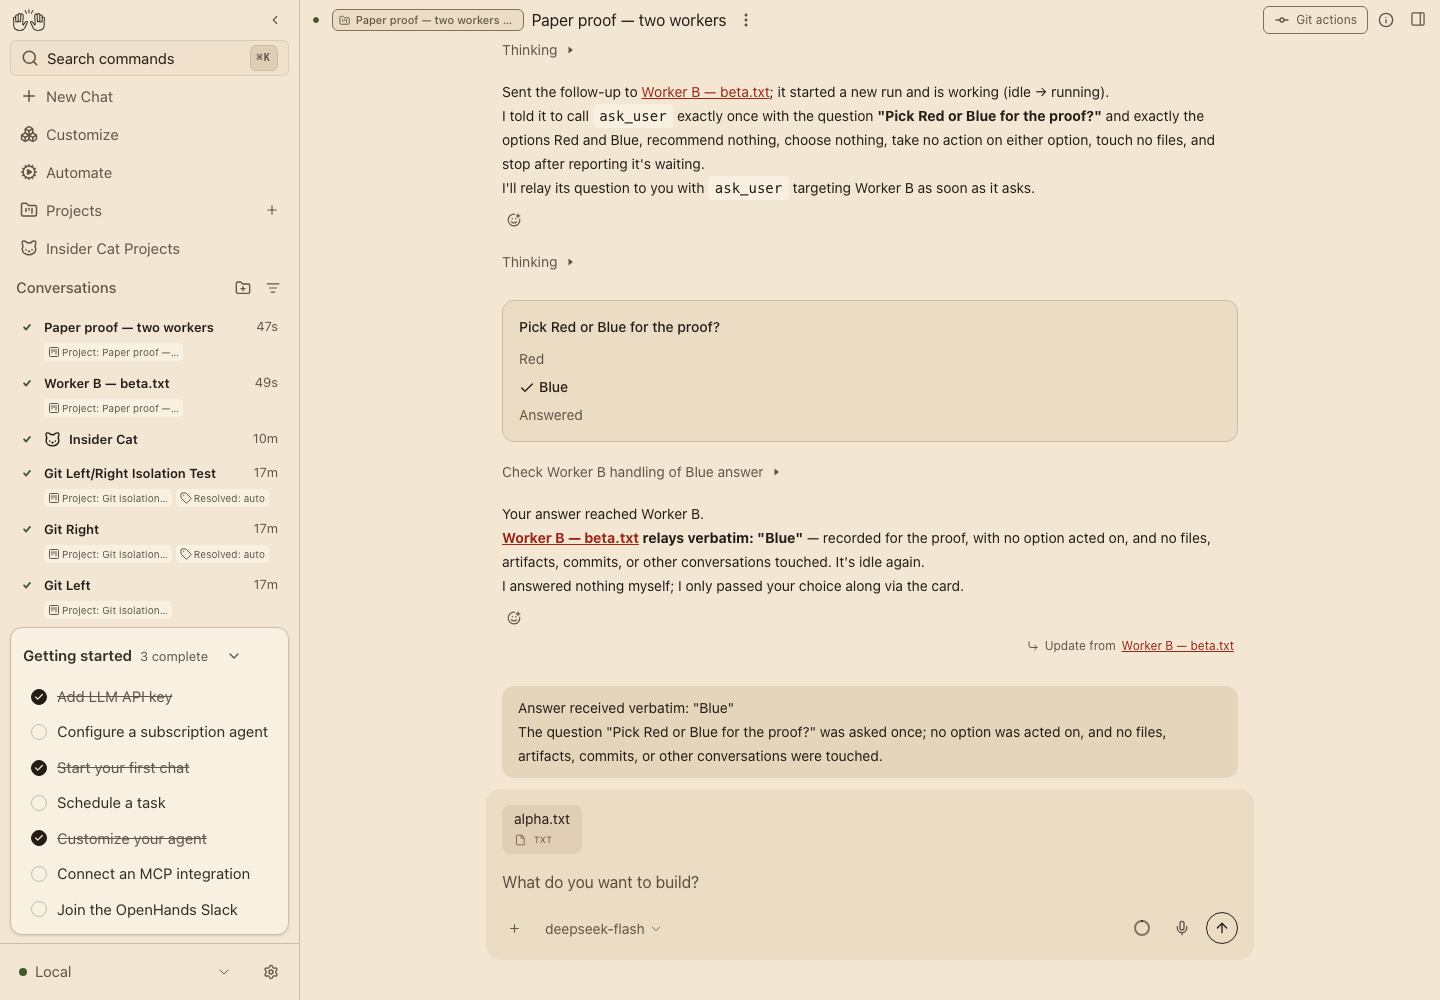 Search commands
⌘K
New Chat
Customize
Automate
Projects
Insider Cat Projects
Conversations
Paper proof — two workers 47s
Project: Paper proof —...
Worker B — beta.txt 49s
Project: Paper proof —...
Insider Cat 10m
Git Left/Right Isolation Test 17m
Project: Git isolation... Resolved: auto
Git Right 17m
Project: Git isolation... Resolved: auto
Git Left 17m
Project: Git isolation...
Getting started 3 complete
Add LLM API key
Configure a subscription agent
Start your first chat
Schedule a task
Customize your agent
Connect an MCP integration
Join the OpenHands Slack
Local
Paper proof — two workers ... Paper proof — two workers
Git actions
Thinking
Sent the follow-up to Worker B — beta.txt; it started a new run and is working (idle → running).
I told it to call ask_user exactly once with the question "Pick Red or Blue for the proof?" and exactly the
options Red and Blue, recommend nothing, choose nothing, take no action on either option, touch no files, and
stop after reporting it's waiting.
I'll relay its question to you with ask_user targeting Worker B as soon as it asks.
Thinking
Pick Red or Blue for the proof?
Red
Blue
Answered
Check Worker B handling of Blue answer
Your answer reached Worker B.
Worker B — beta.txt relays verbatim: "Blue" — recorded for the proof, with no option acted on, and no files,
artifacts, commits, or other conversations touched. It's idle again.
I answered nothing myself; I only passed your choice along via the card.
Update from Worker B — beta.txt
Answer received verbatim: "Blue"
The question "Pick Red or Blue for the proof?" was asked once; no option was acted on, and no files,
artifacts, commits, or other conversations were touched.
alpha.txt
TXT
What do you want to build?
deepseek-flash